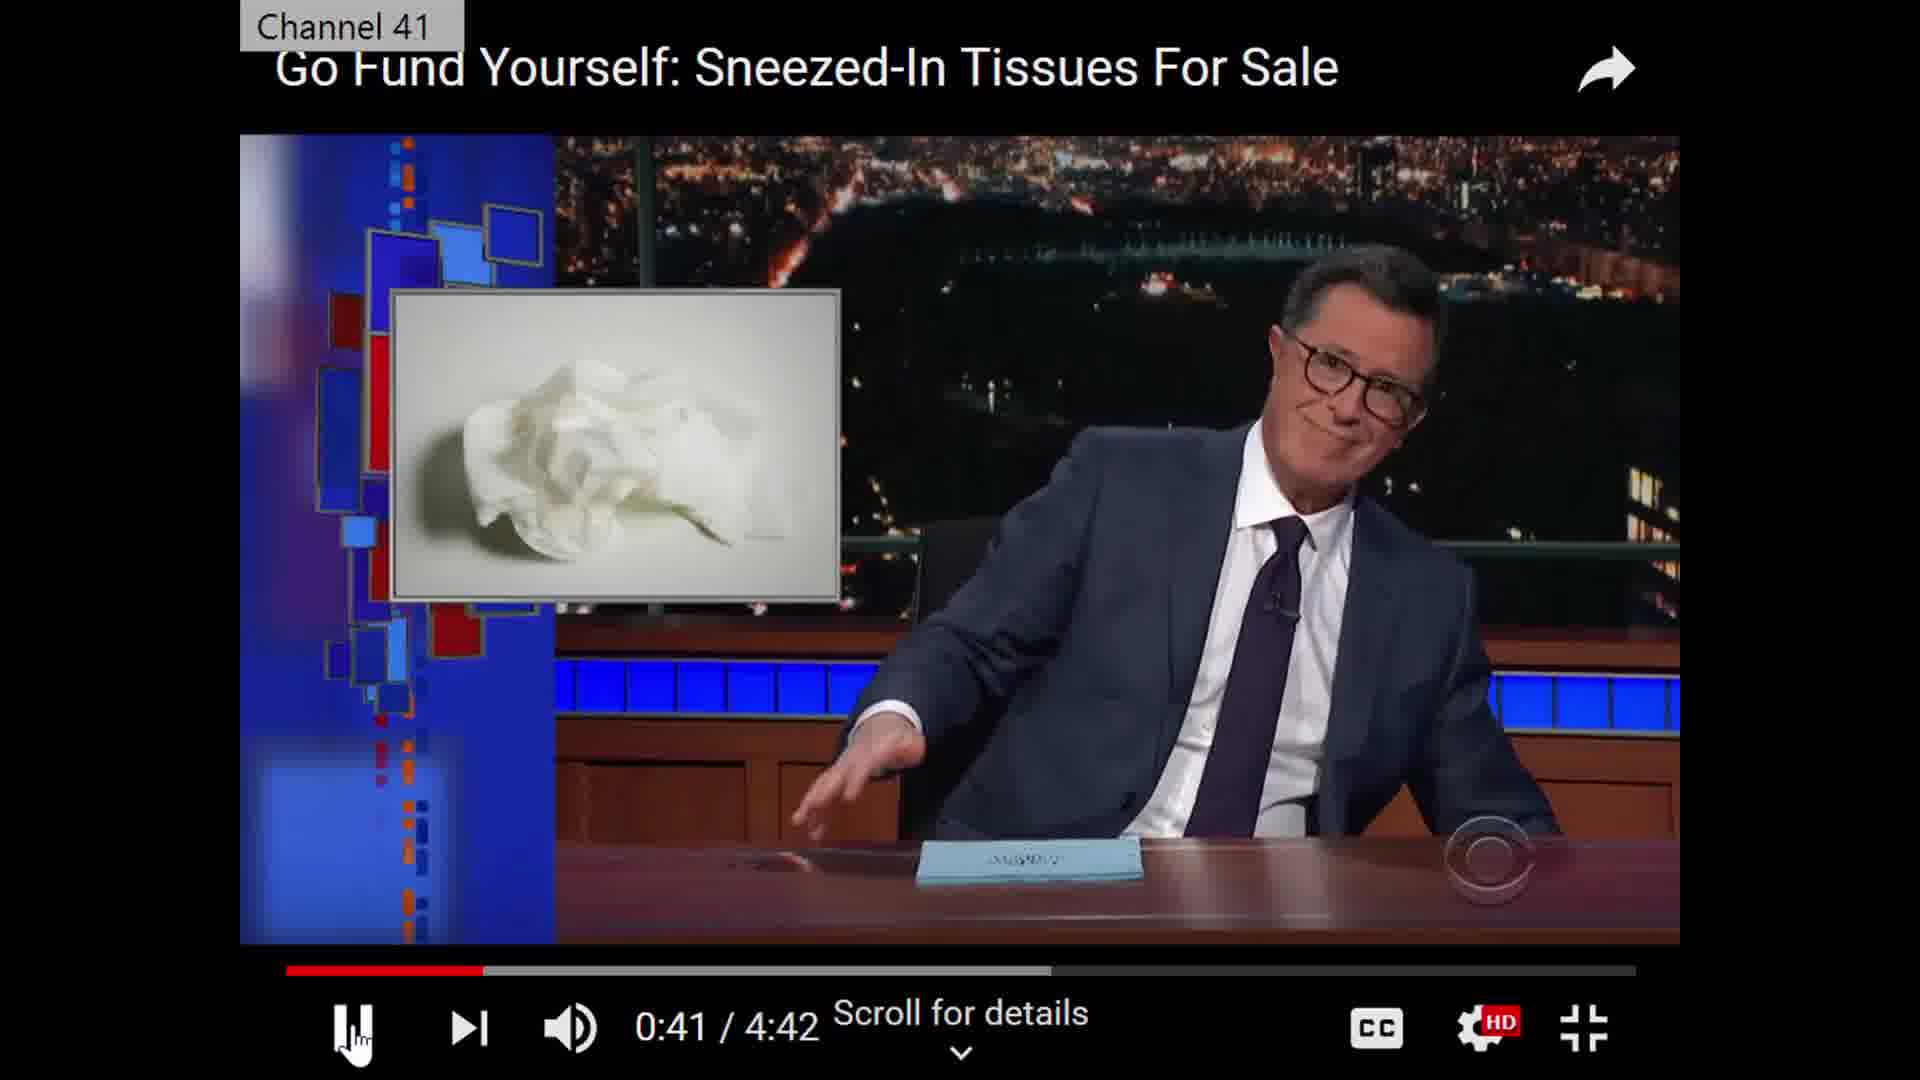 Channel 41
Go Fund Yourself: Sneezed-In Tissues For Sale
0:41 / 4:42
Scroll for details
CC
HD